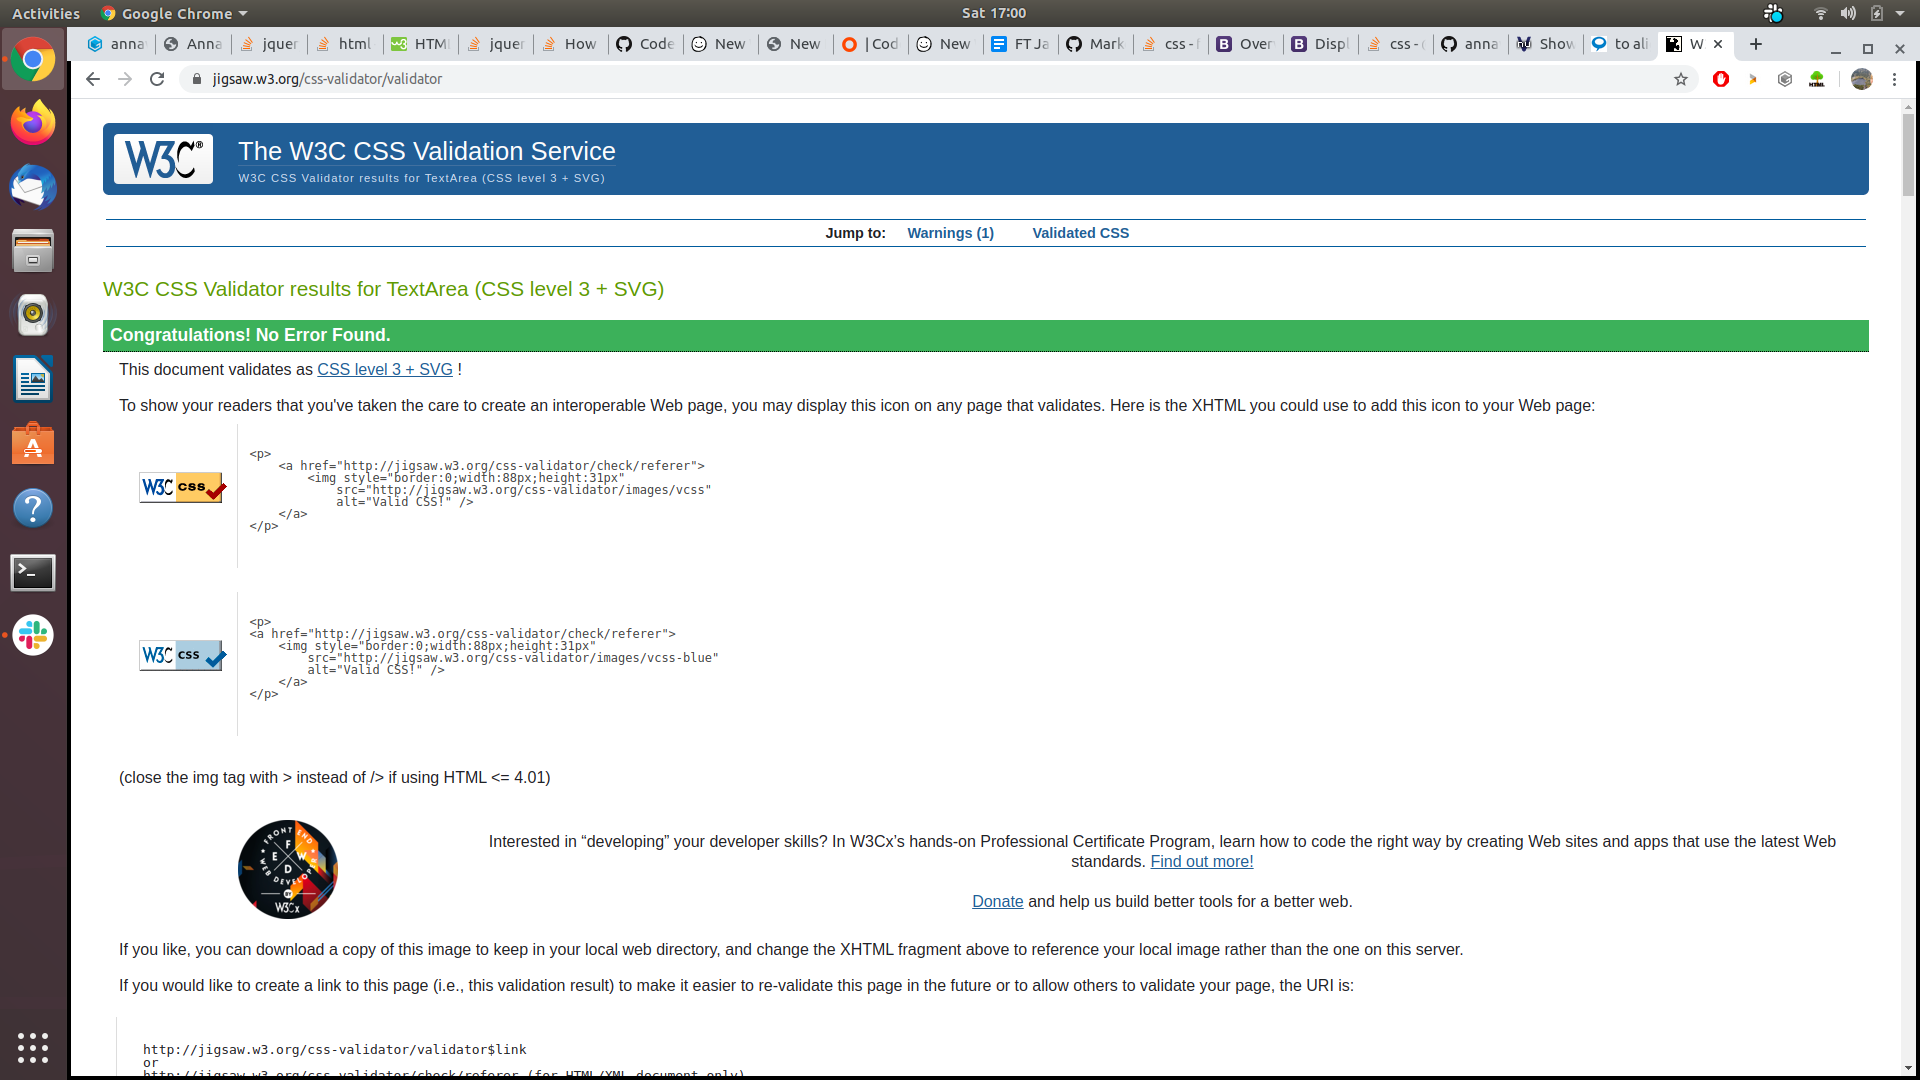 Activities
Google Chrome
Sat 17:00
anna
Anna
jquer
html
HTM
jquer
How
Code
New
New
| Cod
New
FT Ja
Mark
css - f
Over
Displ
css - c
anna
Show
to ali
W
jigsaw.w3.org/css-validator/validator
W3C®
The W3C CSS Validation Service
W3C CSS Validator results for TextArea (CSS level 3 + SVG)
Jump to: Warnings (1) Validated CSS
W3C CSS Validator results for TextArea (CSS level 3 + SVG)
Congratulations! No Error Found.
This document validates as CSS level 3 + SVG !
To show your readers that you've taken the care to create an interoperable Web page, you may display this icon on any page that validates. Here is the XHTML you could use to add this icon to your Web page:
W3C css
<p>
<a href="http://jigsaw.w3.org/css-validator/check/referer">
<img style="border:0;width:88px;height:31px"
src="http://jigsaw.w3.org/css-validator/images/vcss"
alt="Valid CSS!" />
</a>
</p>
W3C css
<p>
<a href="http://jigsaw.w3.org/css-validator/check/referer">
<img style="border:0;width:88px;height:31px"
src="http://jigsaw.w3.org/css-validator/images/vcss-blue"
alt="Valid CSS!" />
</a>
</p>
(close the img tag with > instead of /> if using HTML <= 4.01)
FRONT END
F
E W
D
WEB DEVELOPER
BY
W3Cx
Interested in “developing” your developer skills? In W3Cx’s hands-on Professional Certificate Program, learn how to code the right way by creating Web sites and apps that use the latest Web
standards. Find out more!
Donate and help us build better tools for a better web.
If you like, you can download a copy of this image to keep in your local web directory, and change the XHTML fragment above to reference your local image rather than the one on this server.
If you would like to create a link to this page (i.e., this validation result) to make it easier to re-validate this page in the future or to allow others to validate your page, the URI is:
http://jigsaw.w3.org/css-validator/validator$link
or
http://jigsaw.w3.org/css-validator/check/referer (for HTML/XML document only)